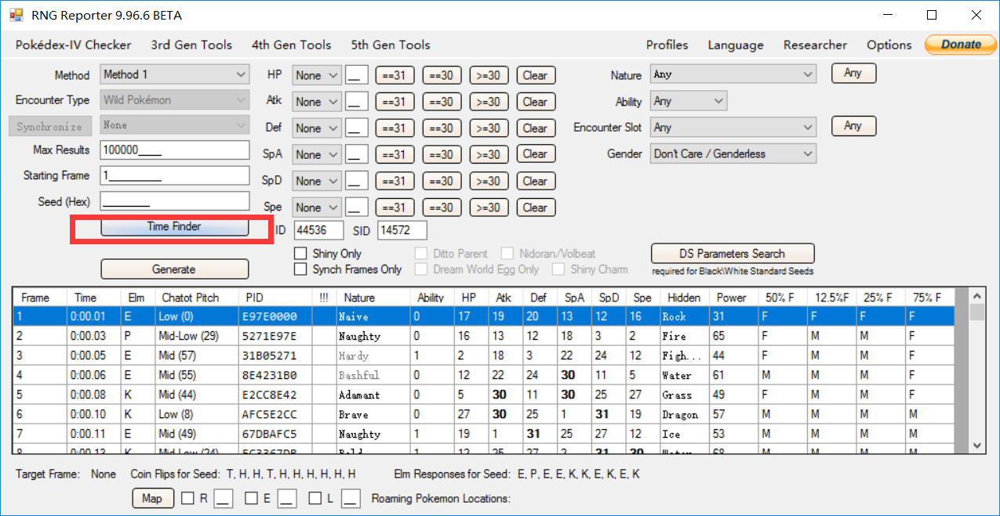 RNG Reporter 9.96.6 BETA
Pokédex-IV Checker 3rd Gen Tools 4th Gen Tools 5th Gen Tools Profiles Language Researcher Options Donate
Method Method 1 HP None __ ==31 ==30 >=30 Clear Nature Any Any
Encounter Type Wild Pokémon Atk None __ ==31 ==30 >=30 Clear Ability Any
Synchronize None Def None __ ==31 ==30 >=30 Clear Encounter Slot Any Any
Max Results 100000____ SpA None __ ==31 ==30 >=30 Clear Gender Don't Care / Genderless
Starting Frame 1_________ SpD None __ ==31 ==30 >=30 Clear
Seed (Hex) ________ Spe None __ ==31 ==30 >=30 Clear
Time Finder ID 44536 SID 14572
Shiny Only Ditto Parent Nidoran/Volbeat DS Parameters Search
Generate Synch Frames Only Dream World Egg Only Shiny Charm required for Black\White Standard Seeds
Frame Time Elm Chatot Pitch PID !!! Nature Ability HP Atk Def SpA SpD Spe Hidden Power 50% F 12.5%F 25% F 75% F
1 0:00.01 E Low (0) E97E0000 Naive 0 17 19 20 13 12 16 Rock 31 F F F F
2 0:00.03 P Mid-Low (29) 5271E97E Naughty 0 16 13 12 18 3 2 Fire 65 F M M F
3 0:00.05 E Mid (57) 31B05271 Hardy 1 2 18 3 22 24 12 Figh... 44 F M M F
4 0:00.06 E Mid (55) 8E4231B0 Bashful 0 12 22 24 30 11 5 Water 61 M M M F
5 0:00.08 K Mid (44) E2CC8E42 Adamant 0 5 30 11 30 25 27 Grass 49 F M M F
6 0:00.10 K Low (8) AFC5E2CC Brave 0 27 30 25 1 31 19 Dragon 57 M M M M
7 0:00.11 E Mid (49) 67DBAFC5 Naughty 1 19 1 31 25 27 12 Ice 53 M M M M
8 0:00.13 K Mid-Low (24) EC3367DB Bold 1 12 25 27 2 31 30 Water 68 M M M M
Target Frame: None Coin Flips for Seed: T, H, H, T, H, H, H, H, H, H Elm Responses for Seed: E, P, E, E, K, K, E, K, E, K
Map R __ E __ L __ Roaming Pokemon Locations: